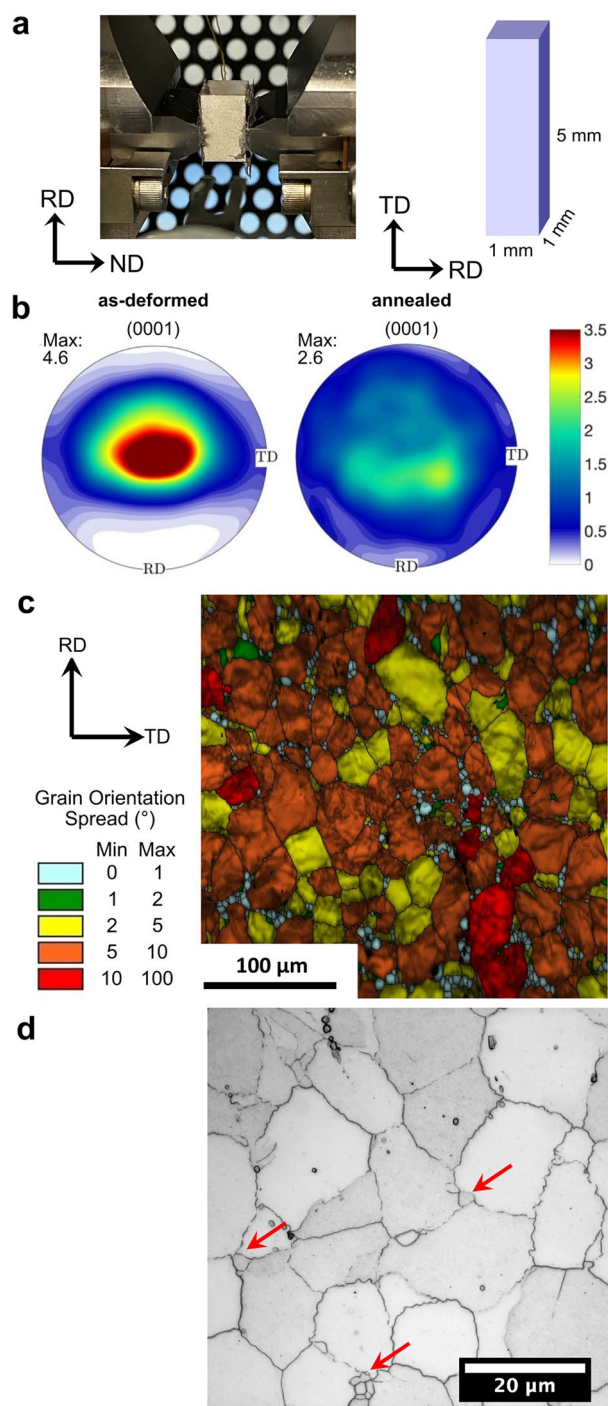 a
RD
ND
TD
RD
5 mm
1 mm
1 mm
b
as-deformed
(0001)
Max:
4.6
TD
RD
annealed
(0001)
Max:
2.6
TD
RD
3.5
3
2.5
2
1.5
1
0.5
0
c
RD
TD
Grain Orientation
Spread (°)
Min Max
0 1
1 2
2 5
5 10
10 100
100 µm
d
20 µm